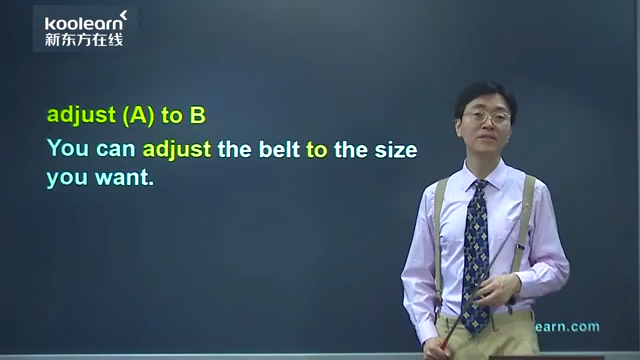 koolearn
新东方在线
adjust (A) to B
You can adjust the belt to the size
you want.
earn.com